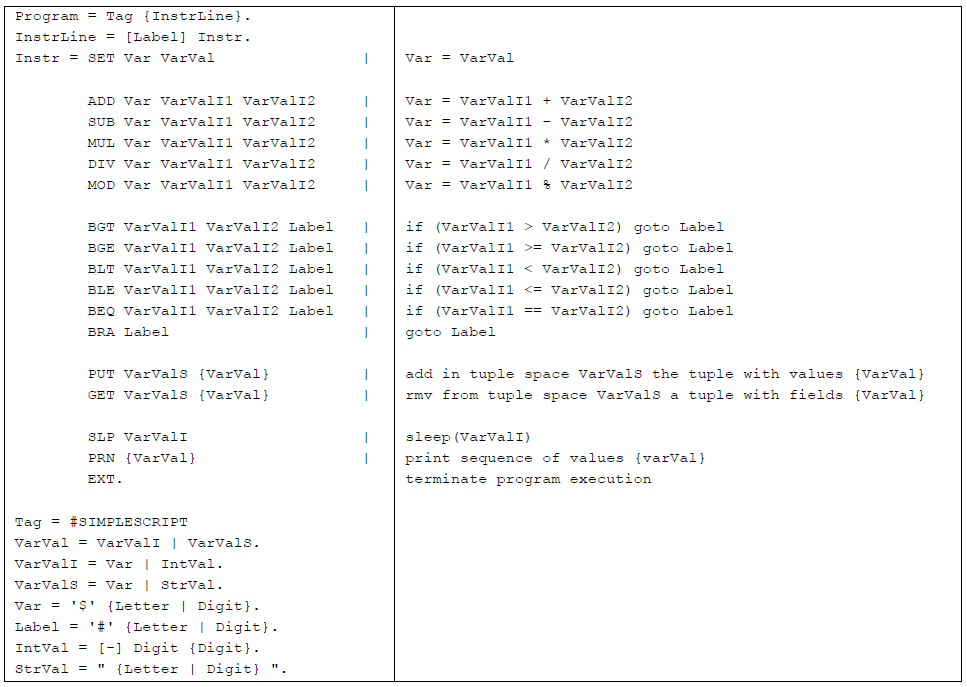 Program = Tag {InstrLine}.
InstrLine = [Label] Instr.
Instr = SET Var VarVal | Var = VarVal
ADD Var VarValI1 VarValI2 | Var = VarValI1 + VarValI2
SUB Var VarValI1 VarValI2 | Var = VarValI1 - VarValI2
MUL Var VarValI1 VarValI2 | Var = VarValI1 * VarValI2
DIV Var VarValI1 VarValI2 | Var = VarValI1 / VarValI2
MOD Var VarValI1 VarValI2 | Var = VarValI1 % VarValI2
BGT VarValI1 VarValI2 Label | if (VarValI1 > VarValI2) goto Label
BGE VarValI1 VarValI2 Label | if (VarValI1 >= VarValI2) goto Label
BLT VarValI1 VarValI2 Label | if (VarValI1 < VarValI2) goto Label
BLE VarValI1 VarValI2 Label | if (VarValI1 <= VarValI2) goto Label
BEQ VarValI1 VarValI2 Label | if (VarValI1 == VarValI2) goto Label
BRA Label | goto Label
PUT VarValS {VarVal} | add in tuple space VarValS the tuple with values {VarVal}
GET VarValS {VarVal} | rmv from tuple space VarValS a tuple with fields {VarVal}
SLP VarValI | sleep(VarValI)
PRN {VarVal} | print sequence of values {varVal}
EXT. terminate program execution
Tag = #SIMPLESCRIPT
VarVal = VarValI | VarValS.
VarValI = Var | IntVal.
VarValS = Var | StrVal.
Var = '$' {Letter | Digit}.
Label = '#' {Letter | Digit}.
IntVal = [-] Digit {Digit}.
StrVal = " {Letter | Digit} ".